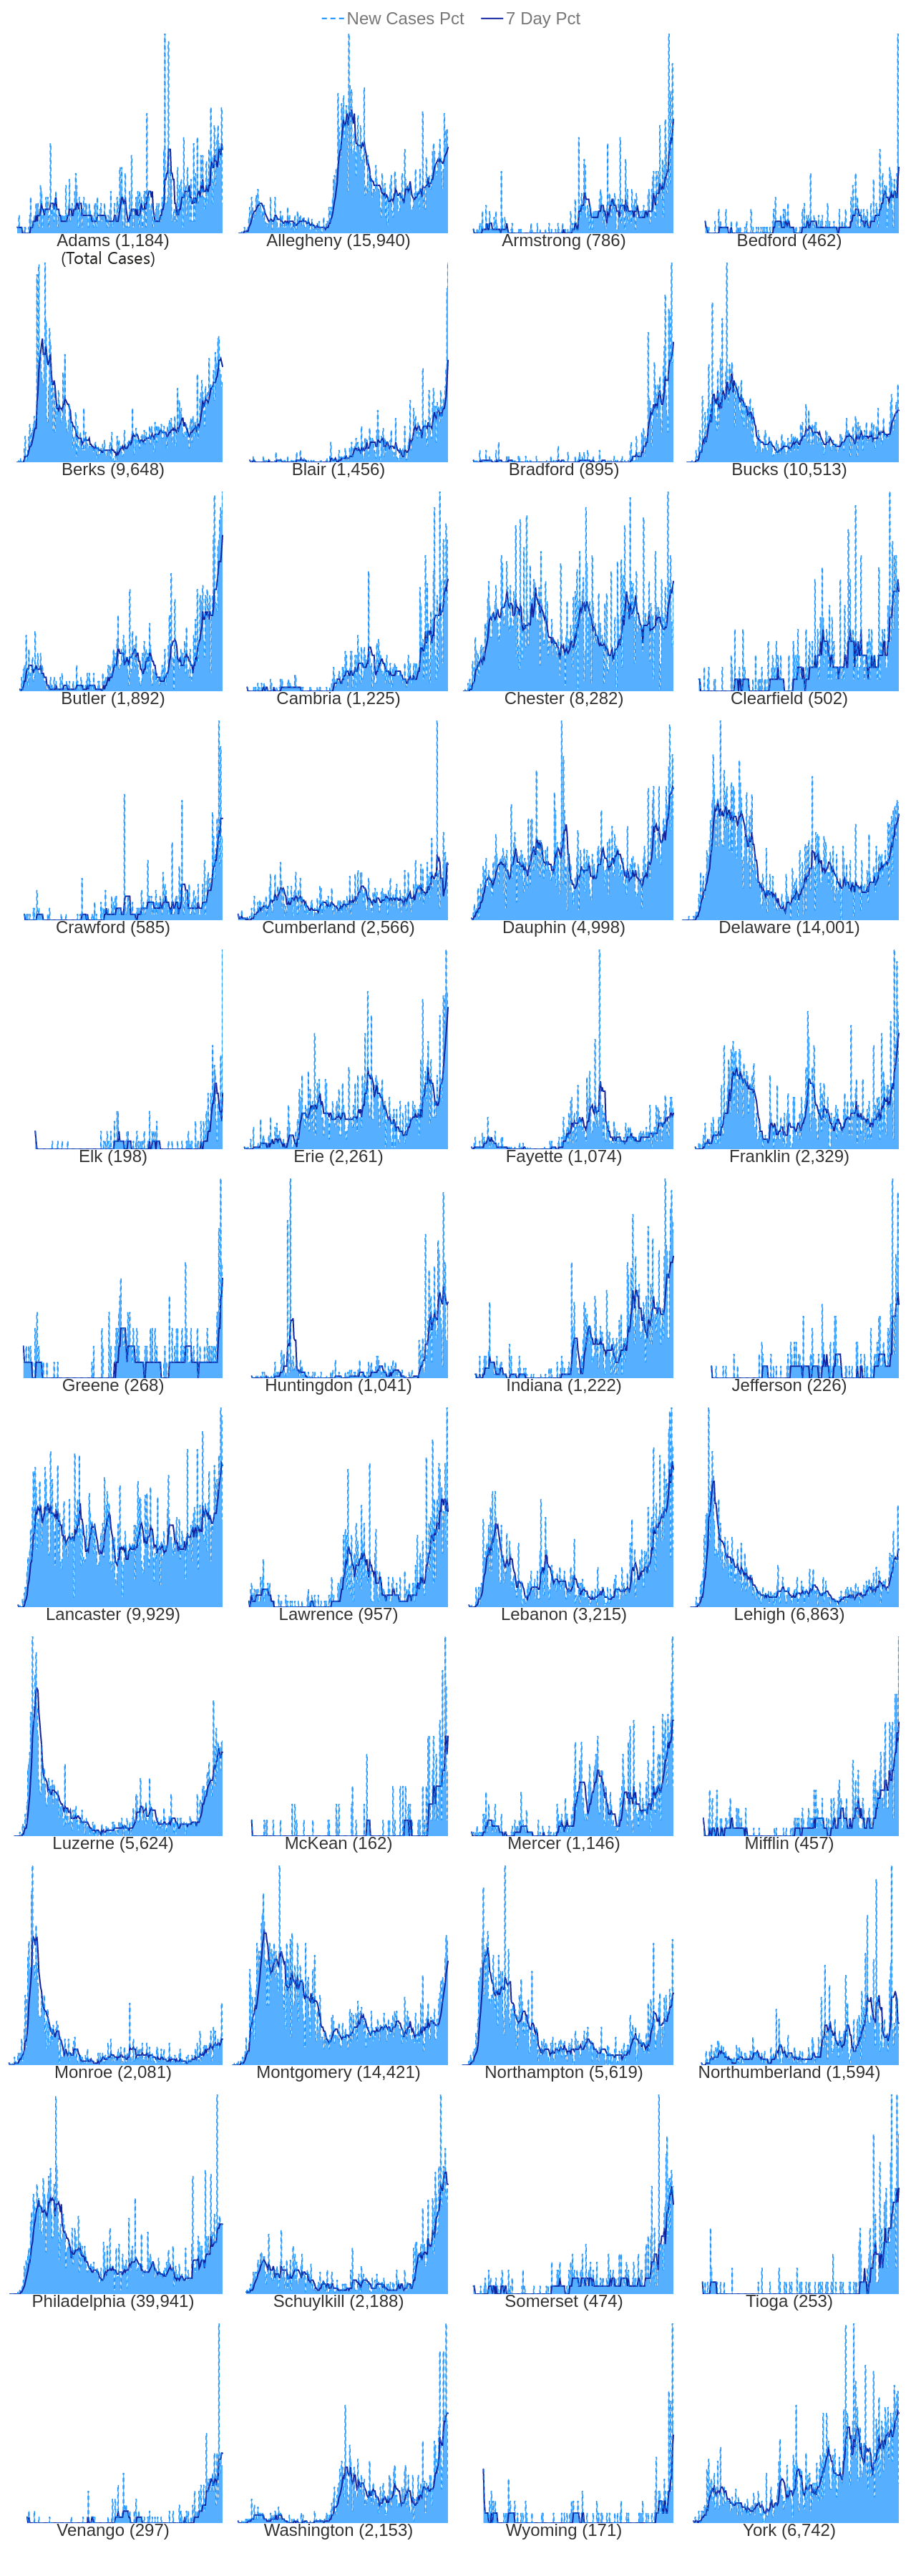 New Cases Pct 7 Day Pct
Adams (1,184) Allegheny (15,940) Armstrong (786) Bedford (462)
(Total Cases)
Berks (9,648) Blair (1,456) Bradford (895) Bucks (10,513)
Butler (1,892) Cambria (1,225) Chester (8,282) Clearfield (502)
Crawford (585) Cumberland (2,566) Dauphin (4,998) Delaware (14,001)
Elk (198) Erie (2,261) Fayette (1,074) Franklin (2,329)
Greene (268) Huntingdon (1,041) Indiana (1,222) Jefferson (226)
Lancaster (9,929) Lawrence (957) Lebanon (3,215) Lehigh (6,863)
Luzerne (5,624) McKean (162) Mercer (1,146) Mifflin (457)
Monroe (2,081) Montgomery (14,421) Northampton (5,619) Northumberland (1,594)
Philadelphia (39,941) Schuylkill (2,188) Somerset (474) Tioga (253)
Venango (297) Washington (2,153) Wyoming (171) York (6,742)